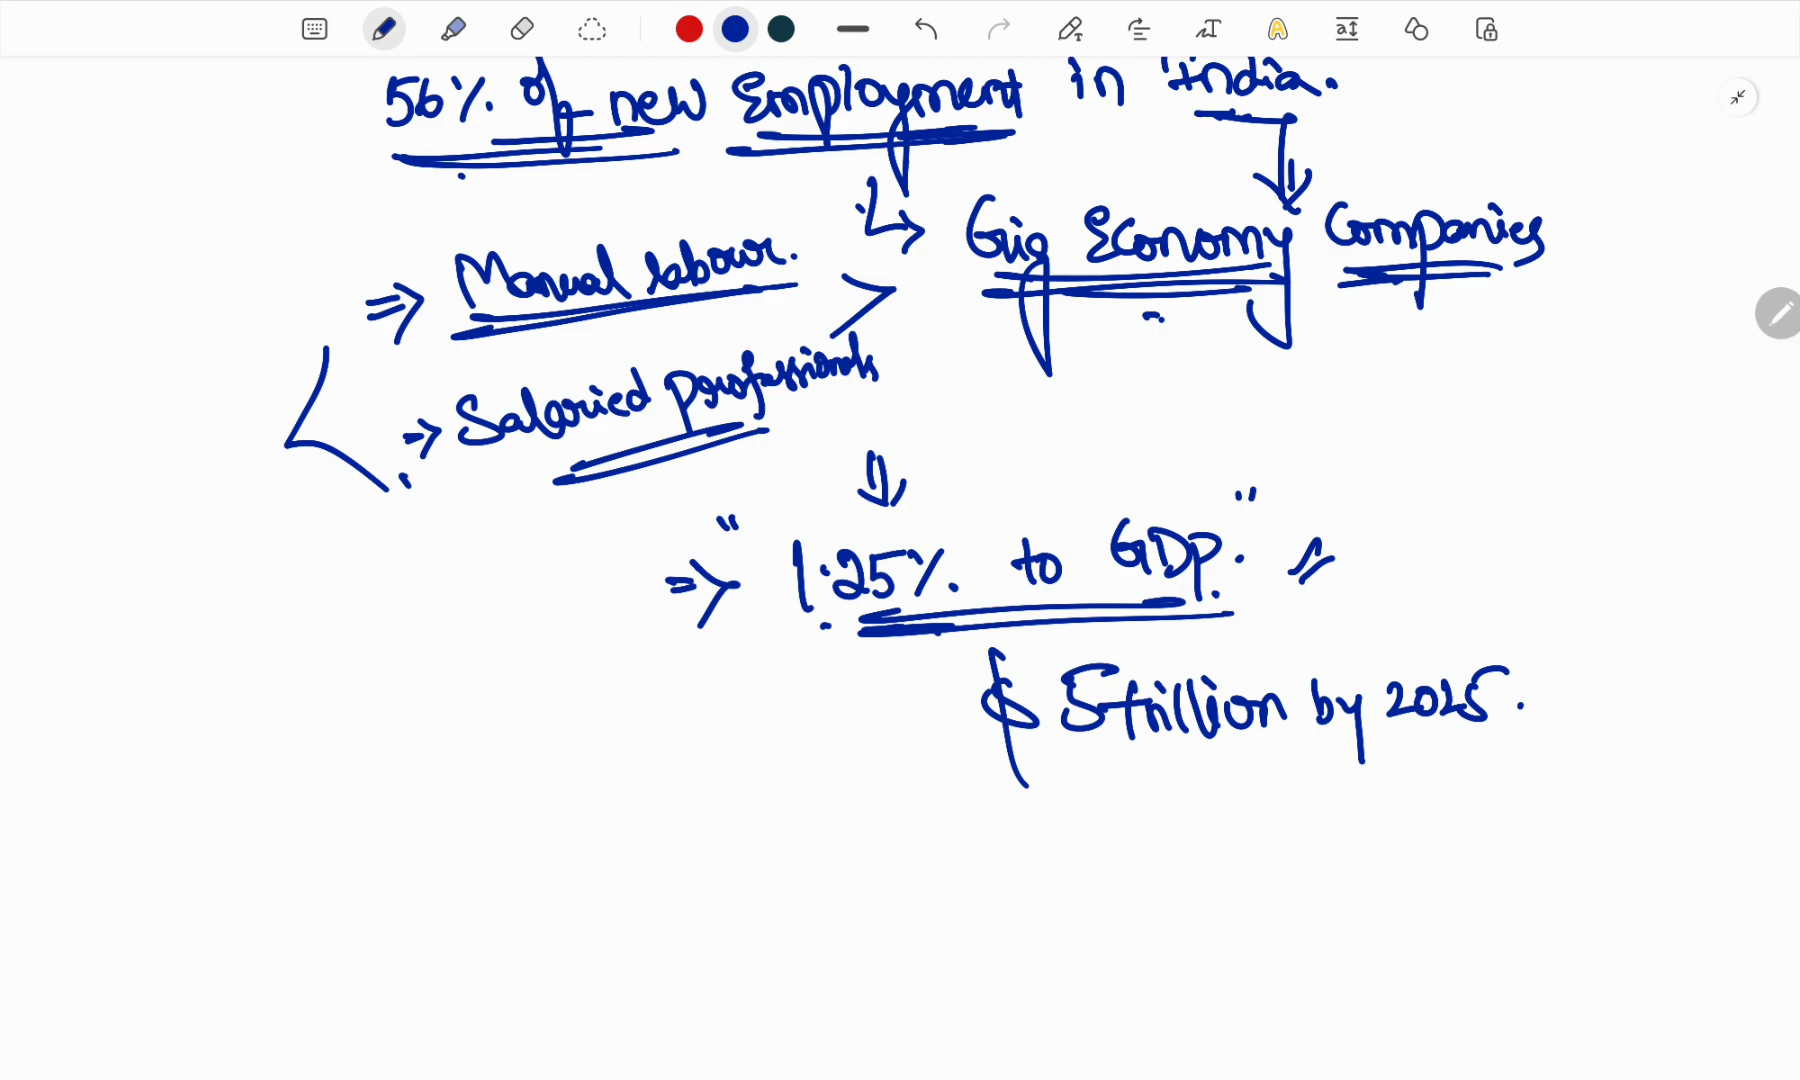 56% of new Employment in India.
Gig Economy Companies
⇒ Manual labour.
⇒ Salaried professionals
⇒ " 1.25% to GDP. "
$ 5 trillion by 2025.